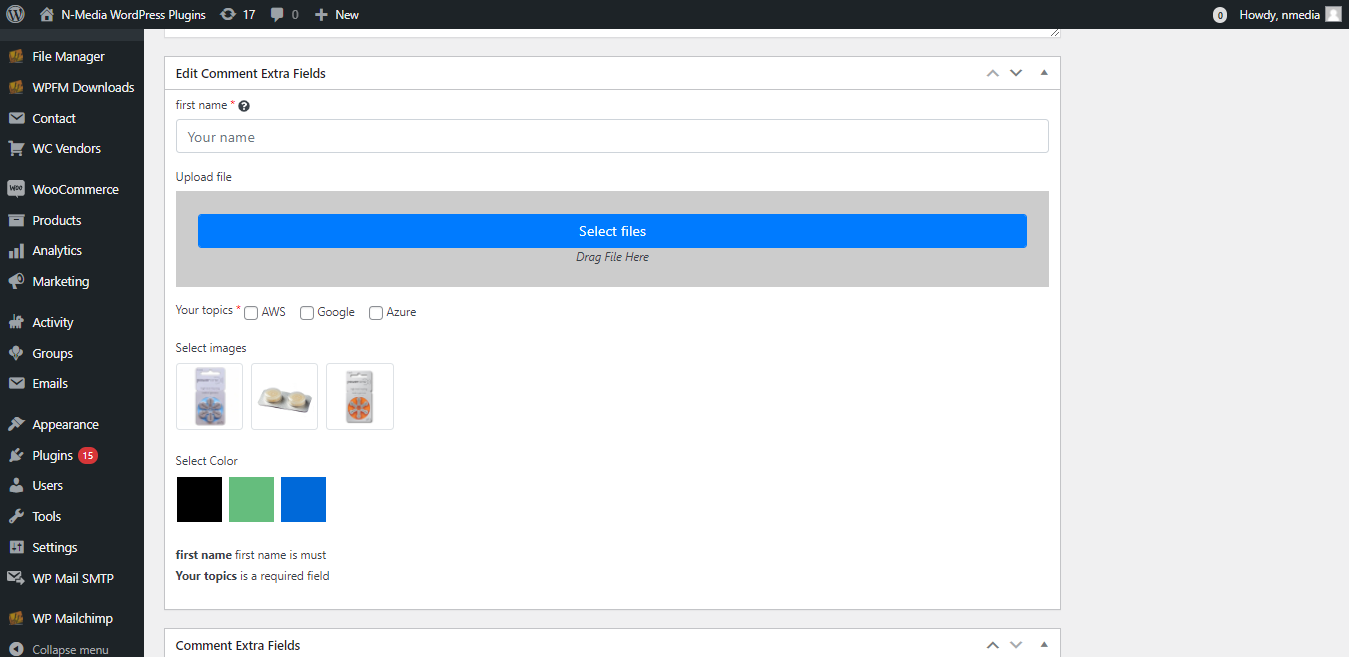 N-Media WordPress Plugins 17 0 New 0 Howdy, nmedia
File Manager
WPFM Downloads
Contact
WC Vendors
Woo WooCommerce
Products
Analytics
Marketing
Activity
Groups
Emails
Appearance
Plugins 15
Users
Tools
Settings
WP Mail SMTP
WP Mailchimp
Collapse menu
Edit Comment Extra Fields
first name * ?
Your name
Upload file
Select files
Drag File Here
Your topics * AWS Google Azure
Select images
Select Color
first name first name is must
Your topics is a required field
Comment Extra Fields